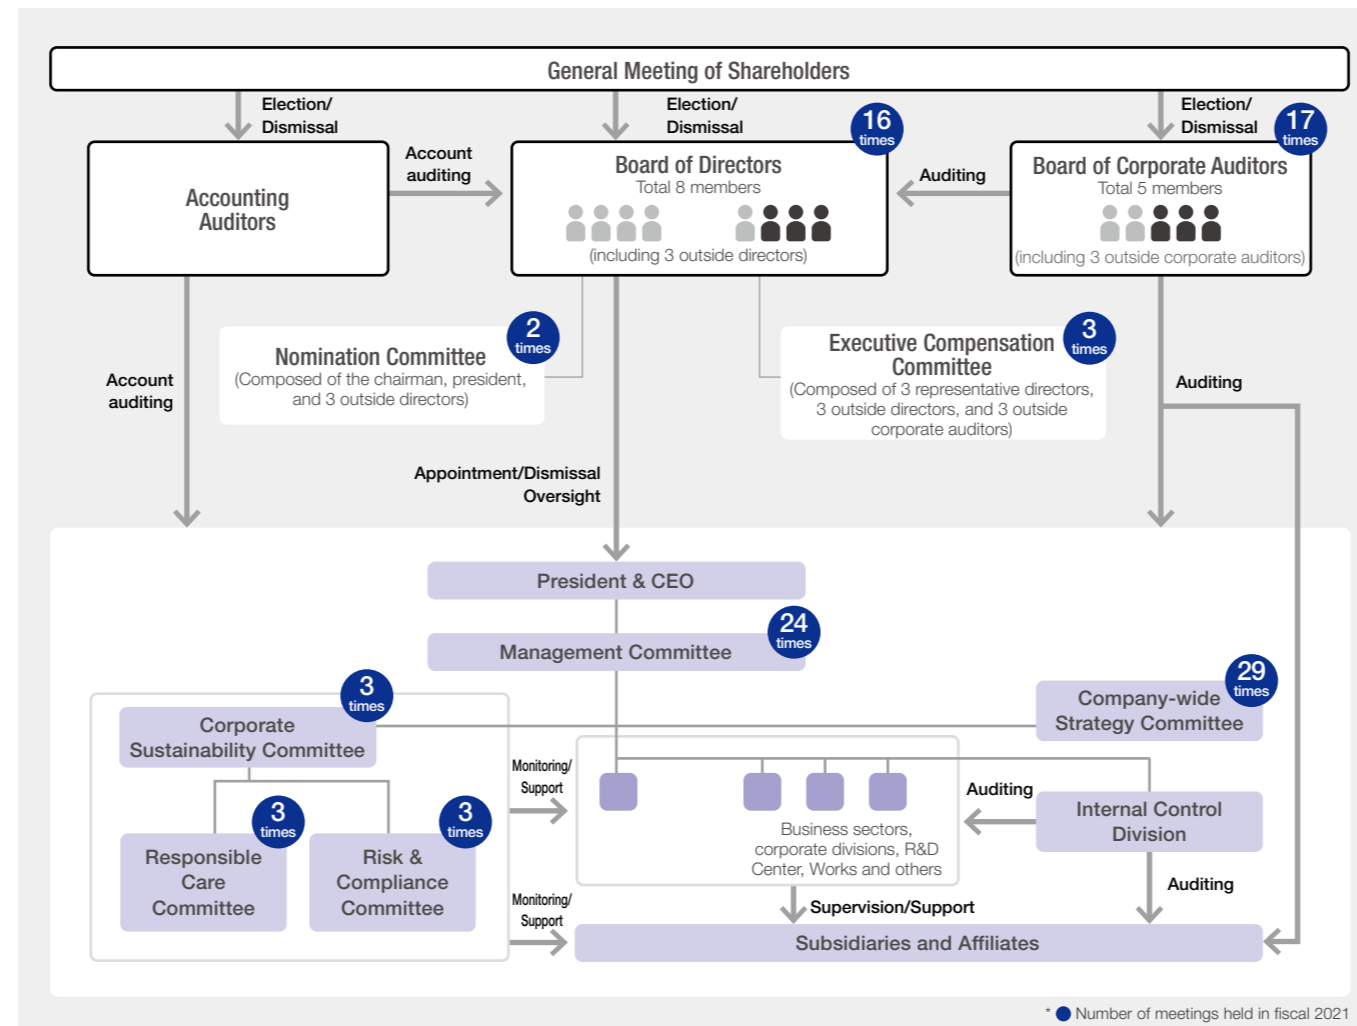 General Meeting of Shareholders
Election/
Dismissal
Election/
Dismissal
Election/
Dismissal
16
times
17
times
Accounting
Auditors
Account
auditing
Board of Directors
Total 8 members
(including 3 outside directors)
Auditing
Board of Corporate Auditors
Total 5 members
(including 3 outside corporate auditors)
2
times
Nomination Committee
(Composed of the chairman, president,
and 3 outside directors)
3
times
Executive Compensation
Committee
(Composed of 3 representative directors,
3 outside directors, and 3 outside
corporate auditors)
Account
auditing
Auditing
Appointment/Dismissal
Oversight
President & CEO
24
times
Management Committee
3
times
Corporate
Sustainability Committee
29
times
Company-wide
Strategy Committee
Monitoring/
Support
3
times
Responsible
Care
Committee
3
times
Risk &
Compliance
Committee
Business sectors,
corporate divisions, R&D
Center, Works and others
Auditing
Internal Control
Division
Monitoring/
Support
Supervision/Support
Auditing
Subsidiaries and Affiliates
* ● Number of meetings held in fiscal 2021